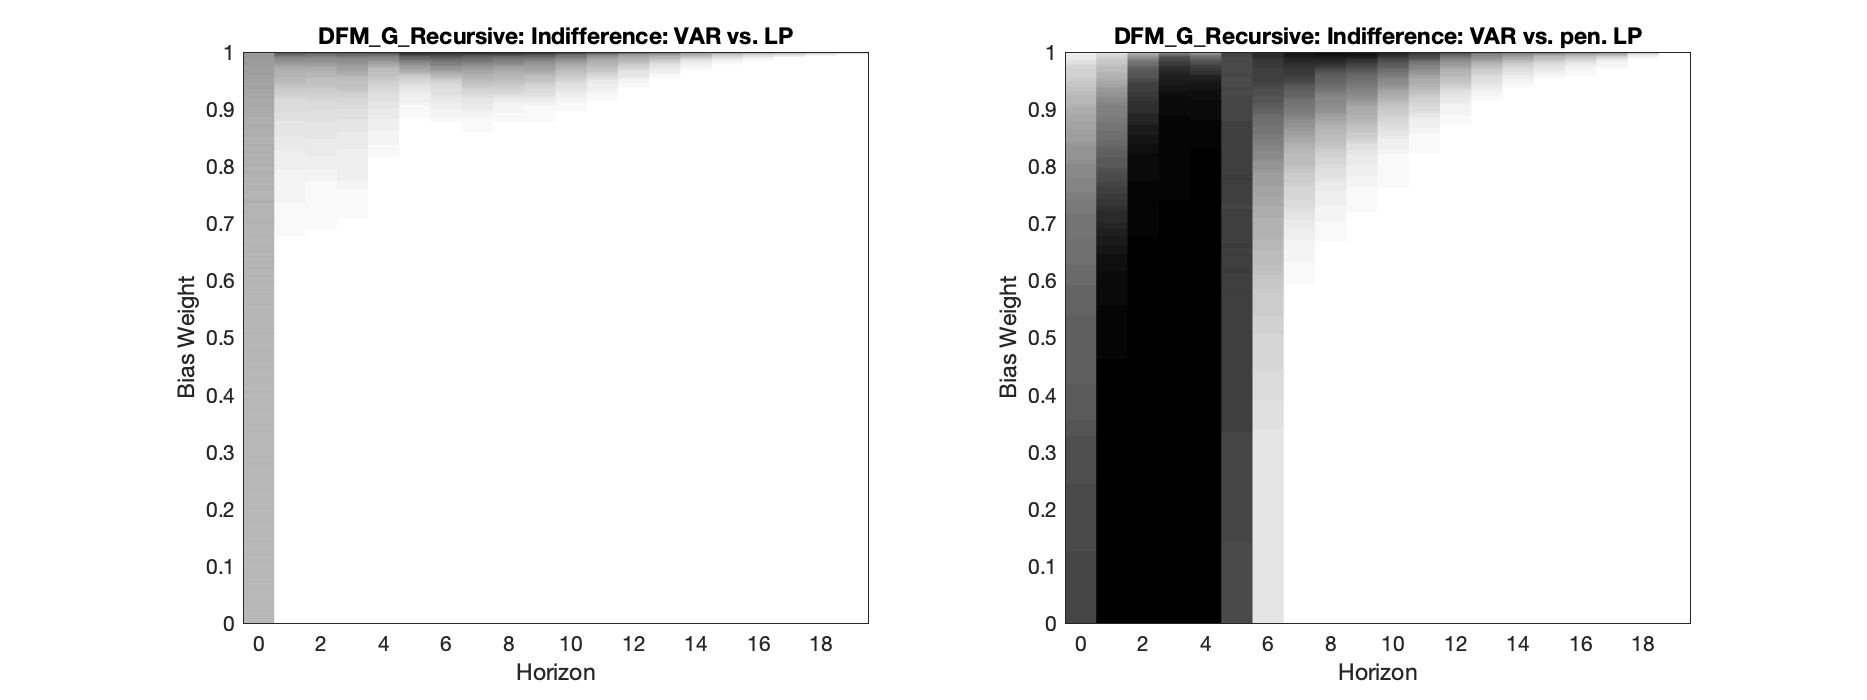 DFM_G_Recursive: Indifference: VAR vs. LP
1
0.9
0.8
0.7
0.6
0.5
0.4
0.3
0.2
0.1
0
Bias Weight
0 2 4 6 8 10 12 14 16 18
Horizon
DFM_G_Recursive: Indifference: VAR vs. pen. LP
1
0.9
0.8
0.7
0.6
0.5
0.4
0.3
0.2
0.1
0
Bias Weight
0 2 4 6 8 10 12 14 16 18
Horizon